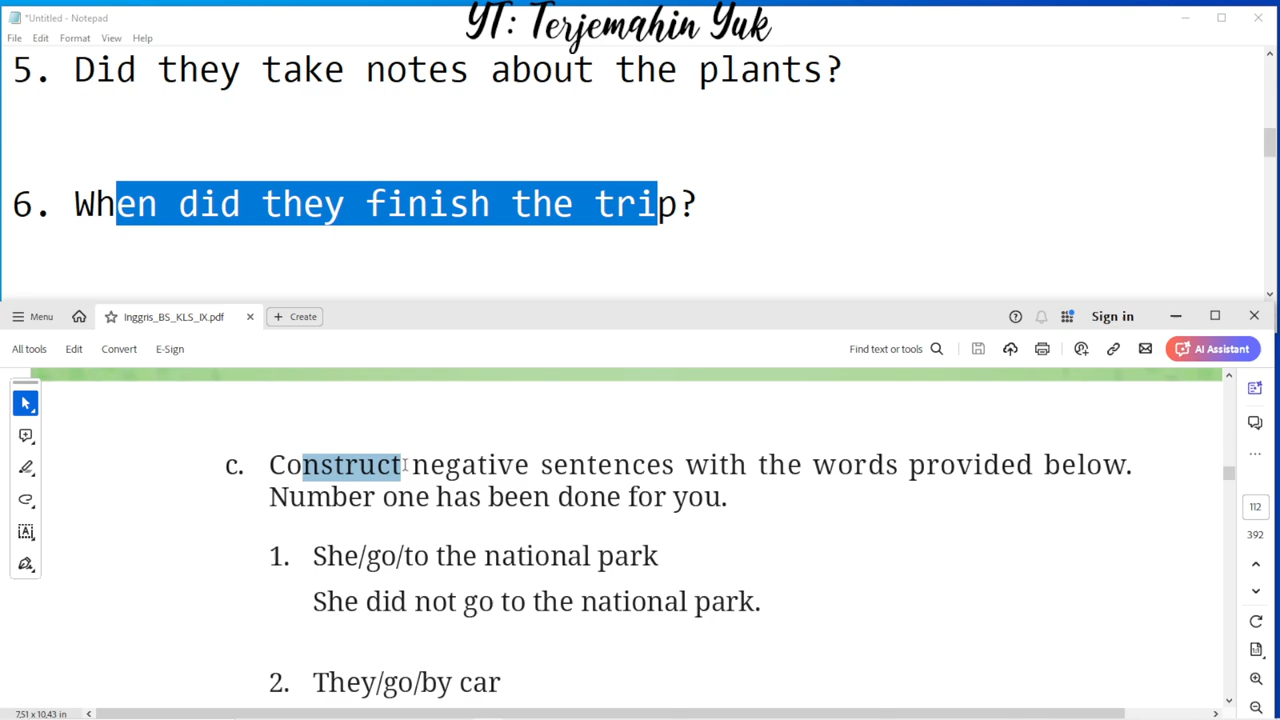 *Untitled - Notepad
YT: Terjemahin Yuk
File Edit Format View Help
5. Did they take notes about the plants?
6. When did they finish the trip?
Menu Inggris_BS_KLS_IX.pdf Create Sign in
All tools Edit Convert E-Sign Find text or tools AI Assistant
c. Construct negative sentences with the words provided below.
Number one has been done for you.
1. She/go/to the national park
She did not go to the national park.
2. They/go/by car
112
392
7,51 x 10,43 in